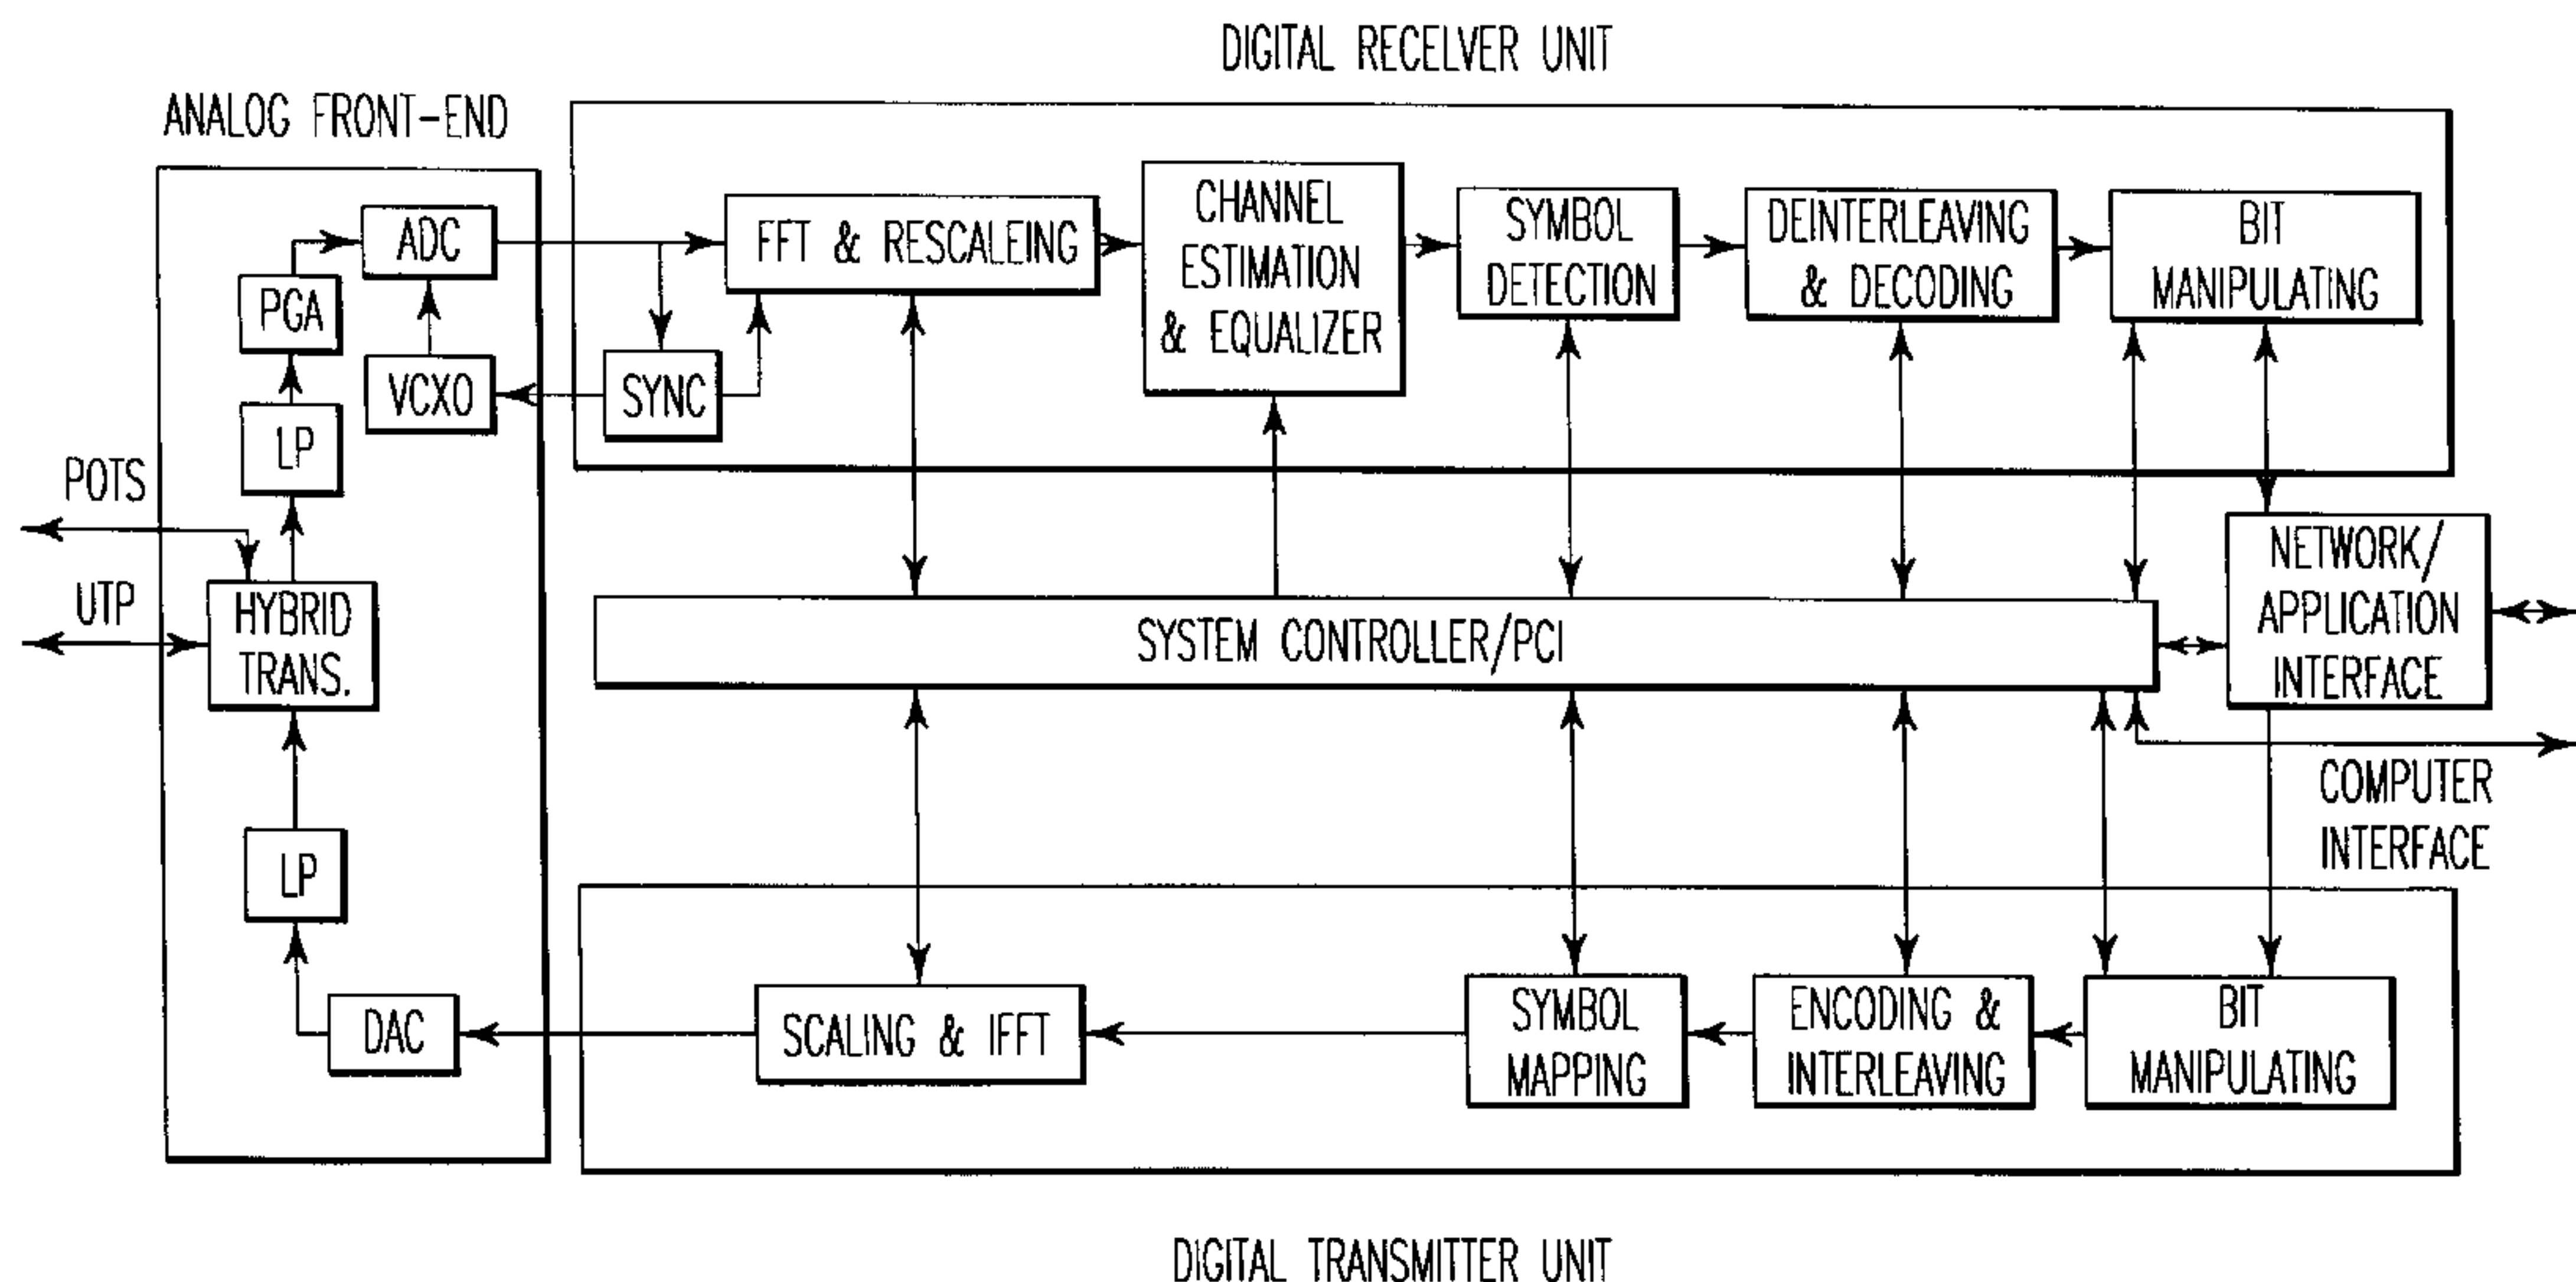 DIGITAL RECELVER UNIT
ANALOG FRONT-END
ADC
PGA
VCXO
LP
POTS
UTP
HYBRID
TRANS.
LP
DAC
FFT & RESCALEING
SYNC
CHANNEL
ESTIMATION
& EQUALIZER
SYMBOL
DETECTION
DEINTERLEAVING
& DECODING
BIT
MANIPULATING
SYSTEM CONTROLLER/PCI
NETWORK/
APPLICATION
INTERFACE
COMPUTER
INTERFACE
SCALING & IFFT
SYMBOL
MAPPING
ENCODING &
INTERLEAVING
BIT
MANIPULATING
DIGITAL TRANSMITTER UNIT